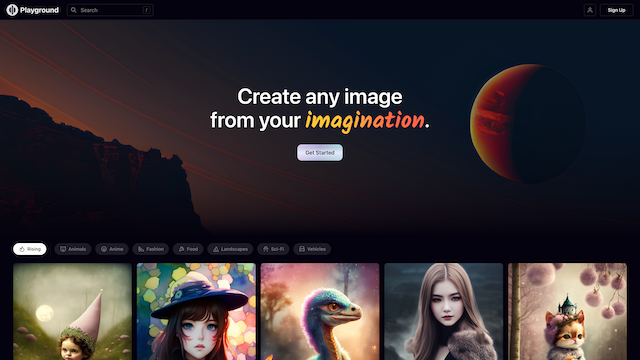 Playground
Search /
Sign Up
Create any image
from your imagination.
Get Started
Rising
Animals
Anime
Fashion
Food
Landscapes
Sci-Fi
Vehicles